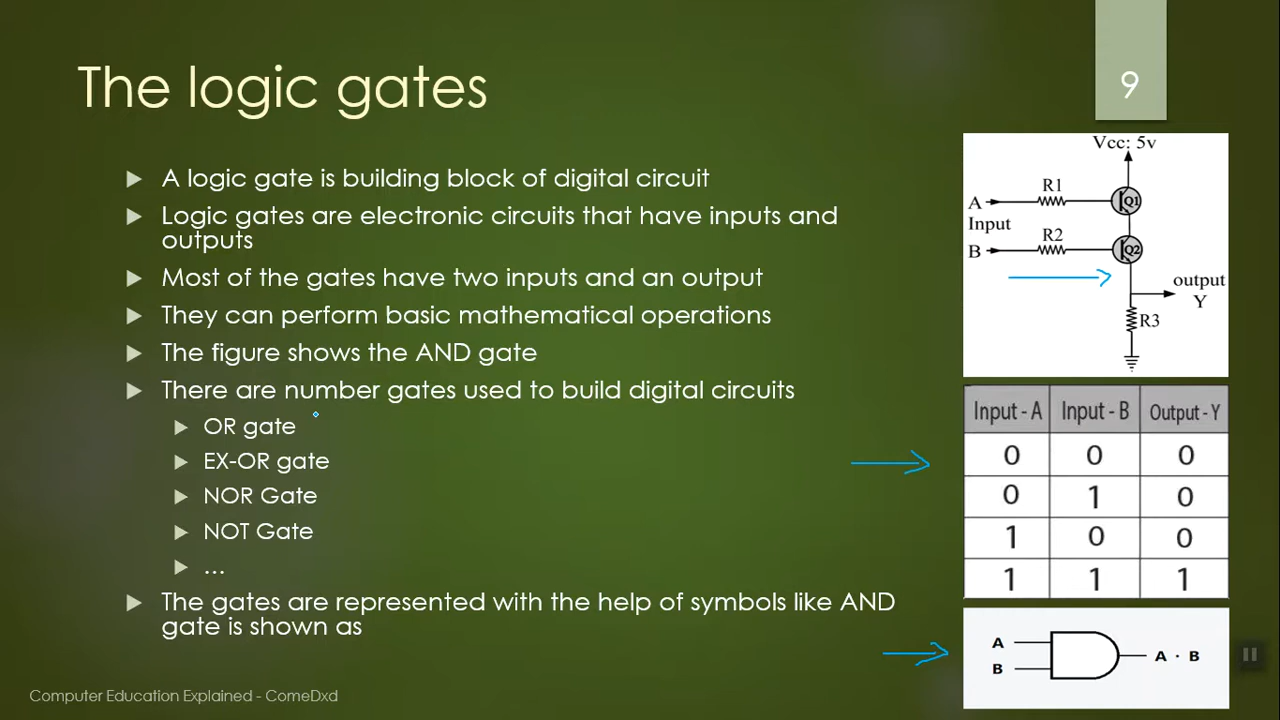 The logic gates
9
A logic gate is building block of digital circuit
Logic gates are electronic circuits that have inputs and
outputs
Most of the gates have two inputs and an output
They can perform basic mathematical operations
The figure shows the AND gate
There are number gates used to build digital circuits
OR gate
EX-OR gate
NOR Gate
NOT Gate
...
The gates are represented with the help of symbols like AND
gate is shown as
Vcc: 5v
R1
A
Q1
Input
R2
B
Q2
output
Y
R3
Input - A Input - B Output - Y
0 0 0
0 1 0
1 0 0
1 1 1
A
B
A · B
Computer Education Explained - ComeDxd